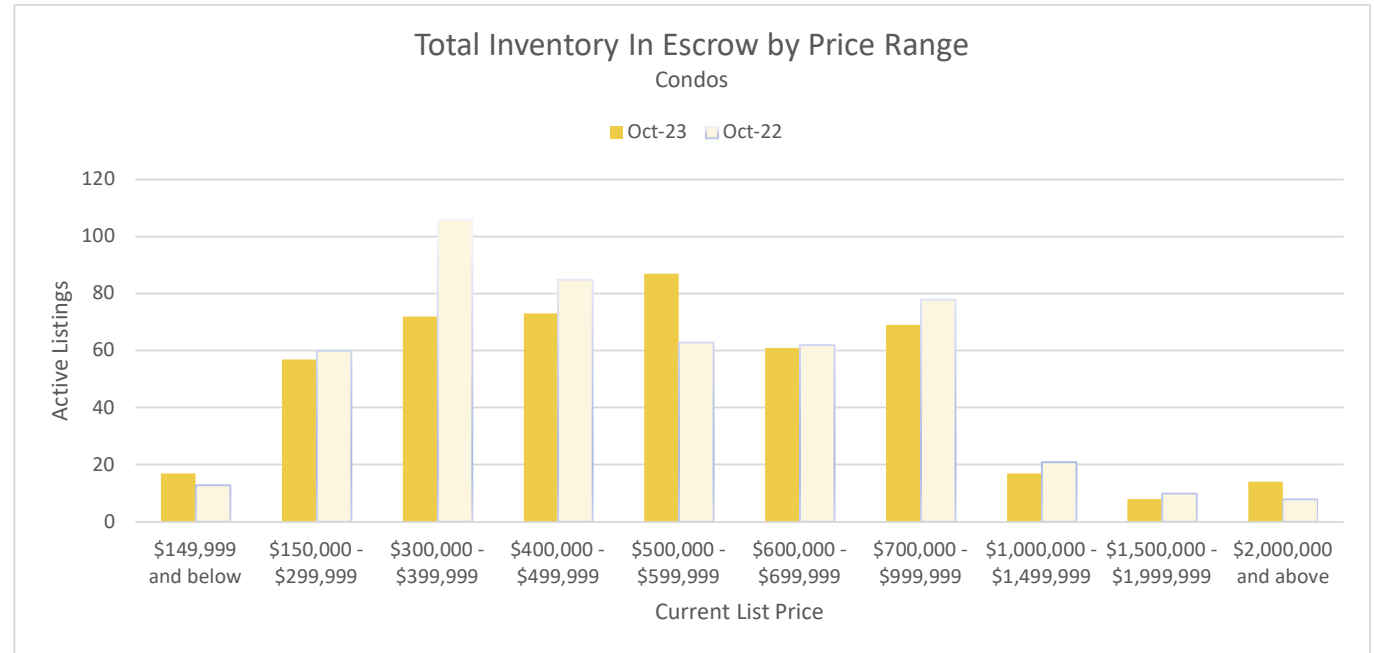 Total Inventory In Escrow by Price Range
Condos
Oct-23 Oct-22
120
100
80
60
40
20
0
Active Listings
$149,999 and below
$150,000 - $299,999
$300,000 - $399,999
$400,000 - $499,999
$500,000 - $599,999
$600,000 - $699,999
$700,000 - $999,999
$1,000,000 - $1,499,999
$1,500,000 - $1,999,999
$2,000,000 and above
Current List Price